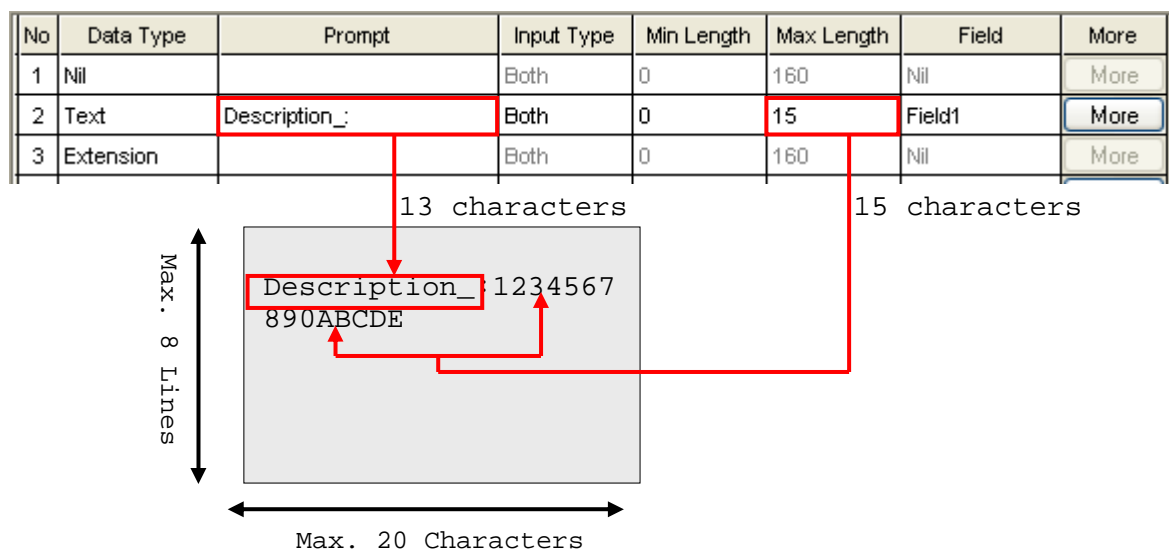 No Data Type Prompt Input Type Min Length Max Length Field More
1 Nil Both 0 160 Nil More
2 Text Description_: Both 0 15 Field1 More
3 Extension Both 0 160 Nil More
13 characters 15 characters
Max. 8 Lines
Description_:1234567
890ABCDE
Max. 20 Characters